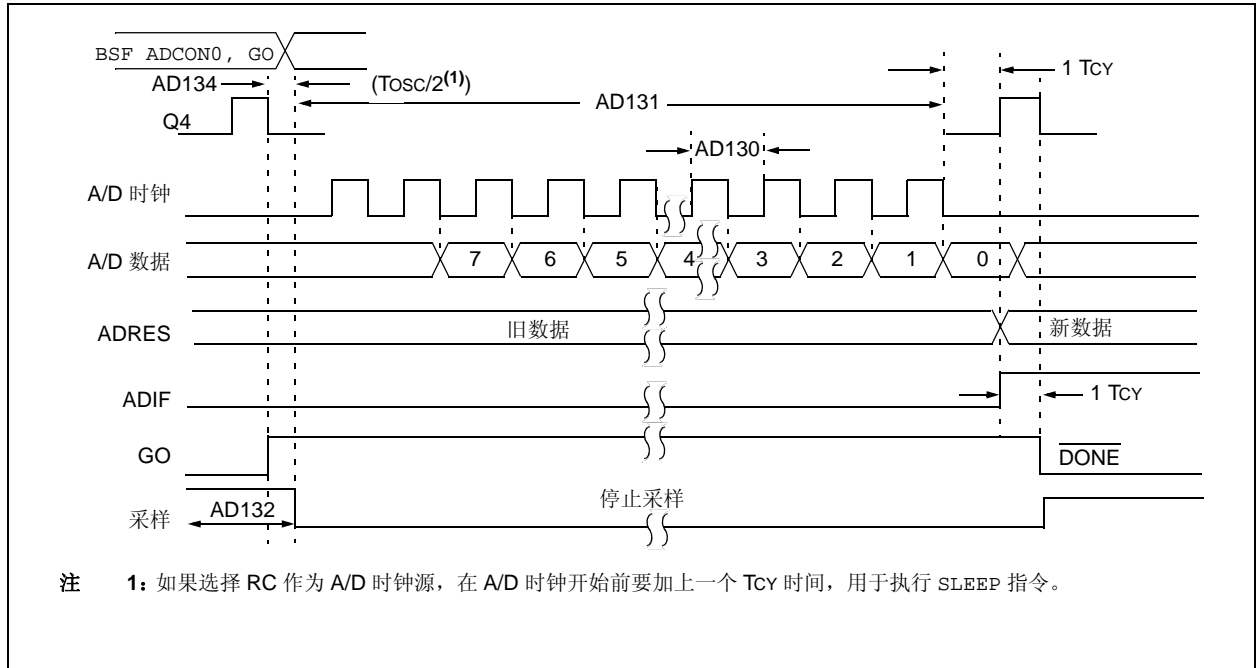 BSF ADCON0, GO
AD134
(TOSC/2(1))
1 TCY
AD131
Q4
AD130
A/D 时钟
A/D 数据
7 6 5 4 3 2 1 0
ADRES
旧数据
新数据
ADIF
1 TCY
GO
DONE
采样
AD132
停止采样
注 1: 如果选择 RC 作为 A/D 时钟源，在 A/D 时钟开始前要加上一个 TCY 时间，用于执行 SLEEP 指令。